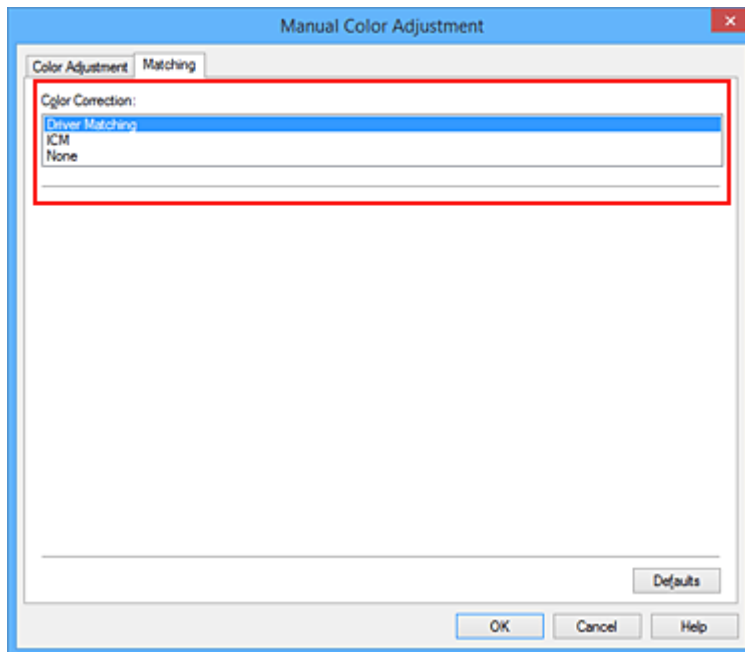 Manual Color Adjustment
Color Adjustment Matching
Color Correction:
Driver Matching
ICM
None
Defaults
OK Cancel Help